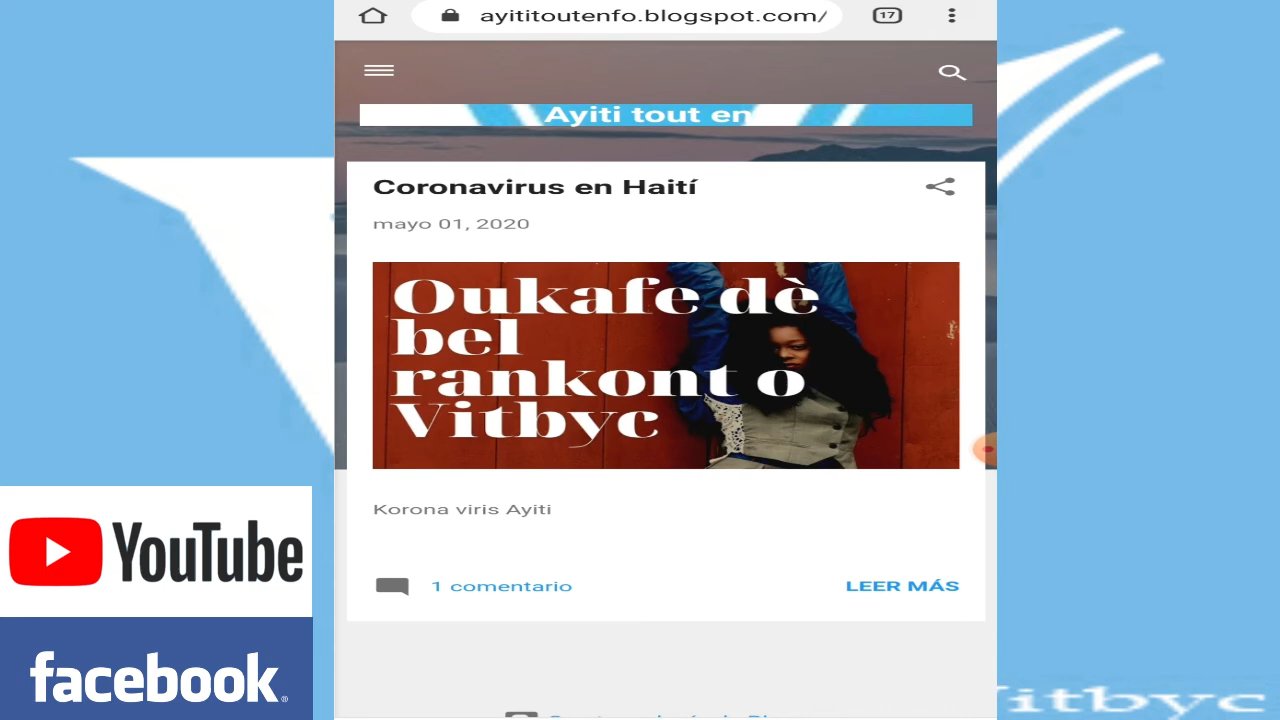 ayititoutenfo.blogspot.com/
17
Ayiti tout en
Coronavirus en Haití
mayo 01, 2020
Oukafe dè
bel
rankont o
Vitbyc
Korona viris Ayiti
1 comentario
LEER MÁS
YouTube
facebook
itbyc